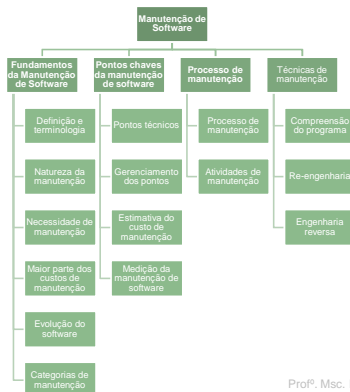 Manutenção de
Software
Fundamentos
da Manutenção
de Software
Definição e
terminologia
Natureza da
manutenção
Necessidade de
manutenção
Maior parte dos
custos de
manutenção
Evolução do
software
Categorias de
manutenção
Pontos chaves
da manutenção
de software
Pontos técnicos
Gerenciamento
dos pontos
Estimativa do
custo de
manutenção
Medição da
manutenção de
software
Processo de
manutenção
Processo de
manutenção
Atividades de
manutenção
Técnicas de
manutenção
Compreensão
do programa
Re-engenharia
Engenharia
reversa
Profº. Msc.